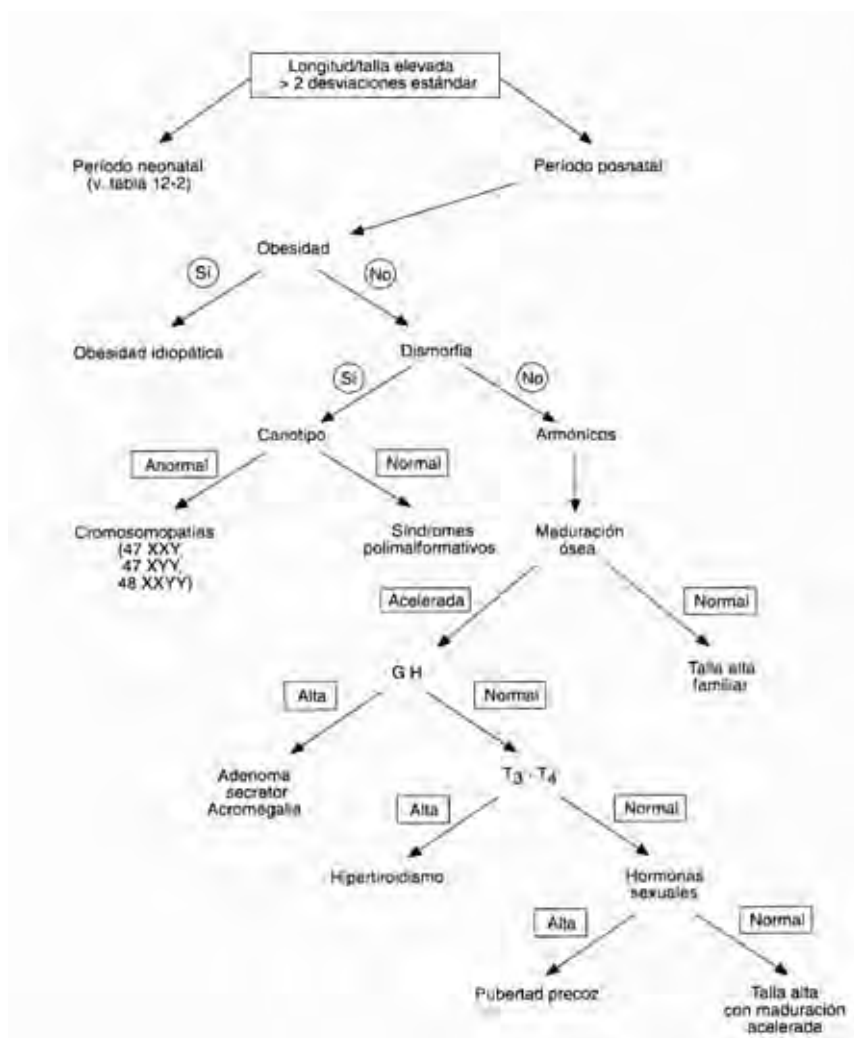 Longitud/talla elevada
> 2 desviaciones estándar
Período neonatal
(v. tabla 12-2)
Período posnatal
Obesidad
Sí
No
Obesidad idiopática
Dismorfia
Sí
No
Cariotipo
Armónicos
Anormal
Normal
Cromosomopatías
(47 XXY,
47 XYY,
48 XXYY)
Síndromes
polimalformativos
Maduración
ósea
Acelerada
Normal
G H
Talla alta
familiar
Alta
Normal
Adenoma
secretor
Acromegalia
T3 - T4
Alta
Normal
Hipertiroidismo
Hormonas
sexuales
Alta
Normal
Pubertad precoz
Talla alta
con maduración
acelerada